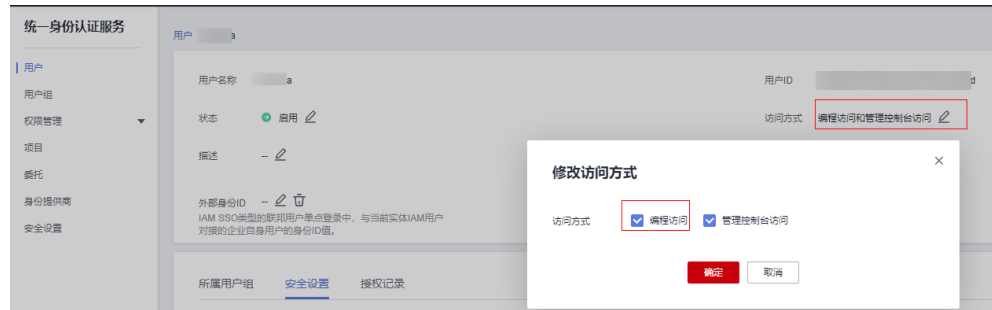 统一身份认证服务
用户 a
用户
用户组
权限管理
项目
委托
身份提供商
安全设置
用户名称 a
用户ID d
状态 启用
访问方式 编程访问和管理控制台访问
描述 --
外部身份ID --
IAM SSO类型的联邦用户单点登录中，与当前实体IAM用户
对接的企业自身用户的身份ID值。
所属用户组 安全设置 授权记录
修改访问方式
访问方式 编程访问 管理控制台访问
确定 取消